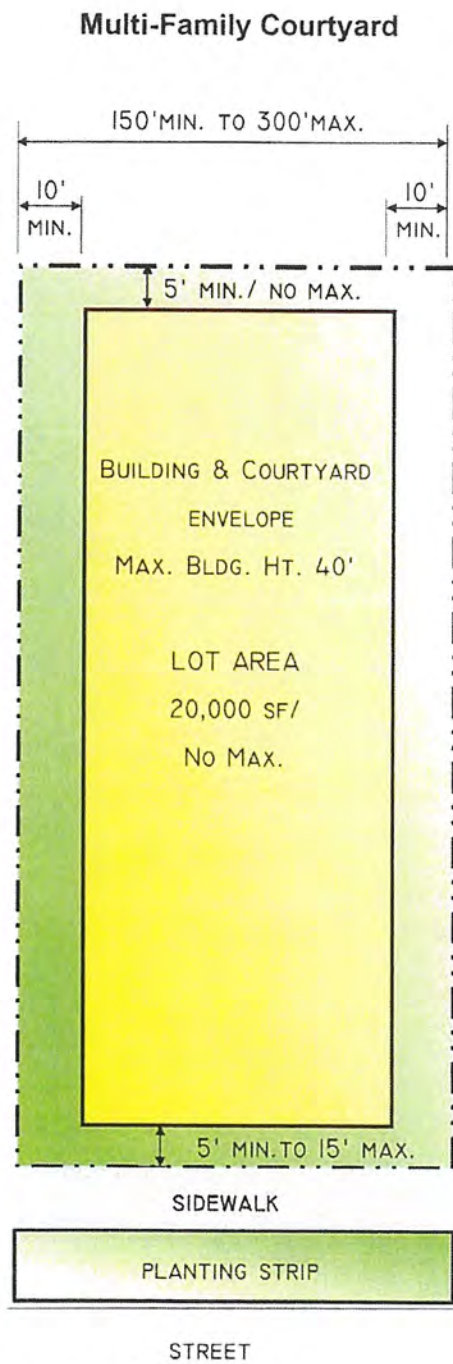 Multi-Family Courtyard
150'MIN. TO 300'MAX.
10'
MIN.
10'
MIN.
5' MIN./ NO MAX.
BUILDING & COURTYARD
ENVELOPE
MAX. BLDG. HT. 40'
LOT AREA
20,000 SF/
NO MAX.
5' MIN.TO 15' MAX.
SIDEWALK
PLANTING STRIP
STREET